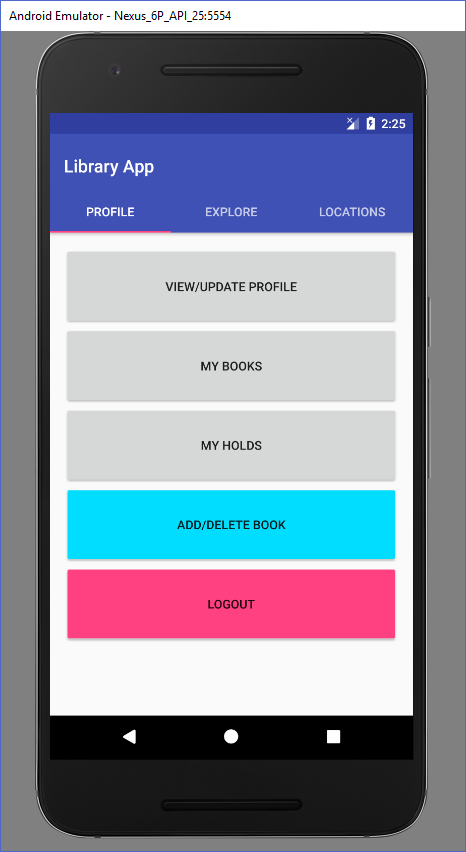 Android Emulator - Nexus_6P_API_25:5554
2:25
Library App
PROFILE EXPLORE LOCATIONS
VIEW/UPDATE PROFILE
MY BOOKS
MY HOLDS
ADD/DELETE BOOK
LOGOUT